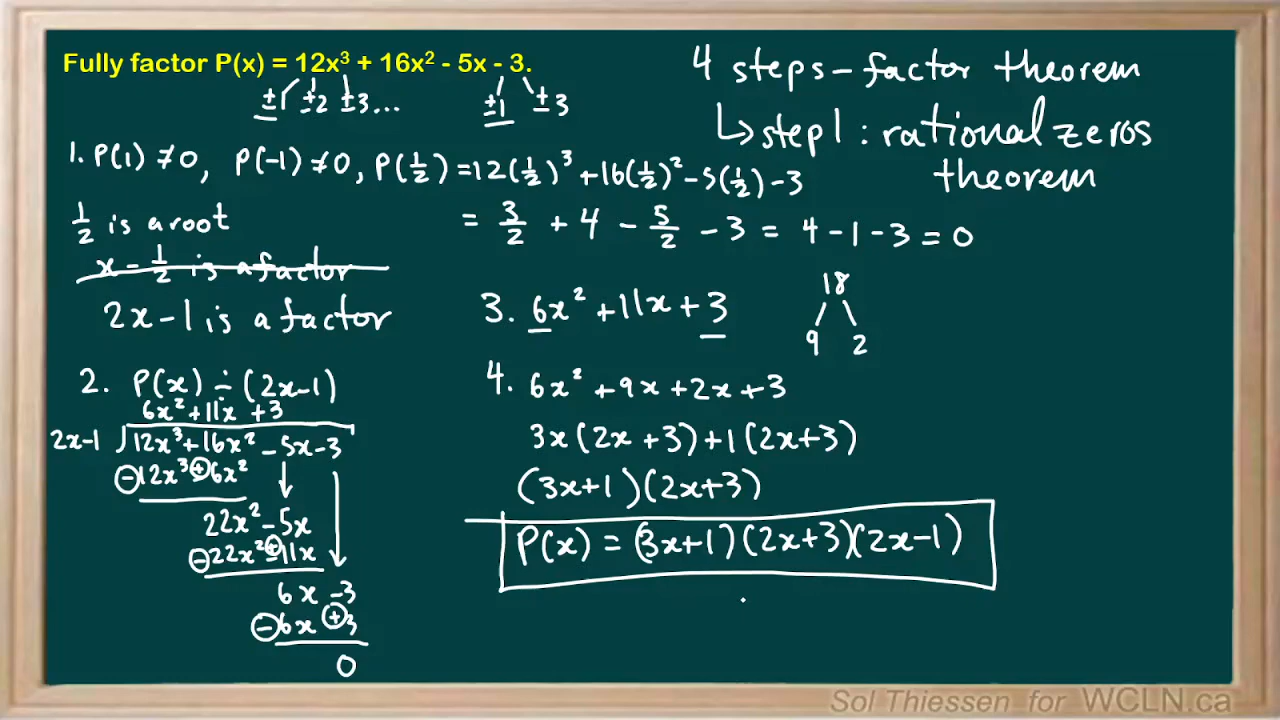 Fully factor P(x) = 12x³ + 16x² - 5x - 3.
±1 ±2 ±3... ±1 ±3
4 steps - factor theorem
↳ step 1: rational zeros
theorem
1. P(1) ≠ 0, P(-1) ≠ 0, P(1/2) = 12(1/2)³ + 16(1/2)² - 5(1/2) - 3
= 3/2 + 4 - 5/2 - 3 = 4 - 1 - 3 = 0
1/2 is a root
x - 1/2 is a factor
2x - 1 is a factor
2. P(x) ÷ (2x-1)
6x² + 11x + 3
2x-1 ) 12x³ + 16x² - 5x - 3
⊖12x³ ⊕ 6x²
22x² - 5x
⊖22x² ⊕ 11x
6x - 3
⊖6x ⊕ 3
0
3. 6x² + 11x + 3
18
9 2
4. 6x² + 9x + 2x + 3
3x(2x + 3) + 1(2x+3)
(3x+1)(2x+3)
P(x) = (3x+1)(2x+3)(2x-1)
Sol Thiessen for WCLN.ca